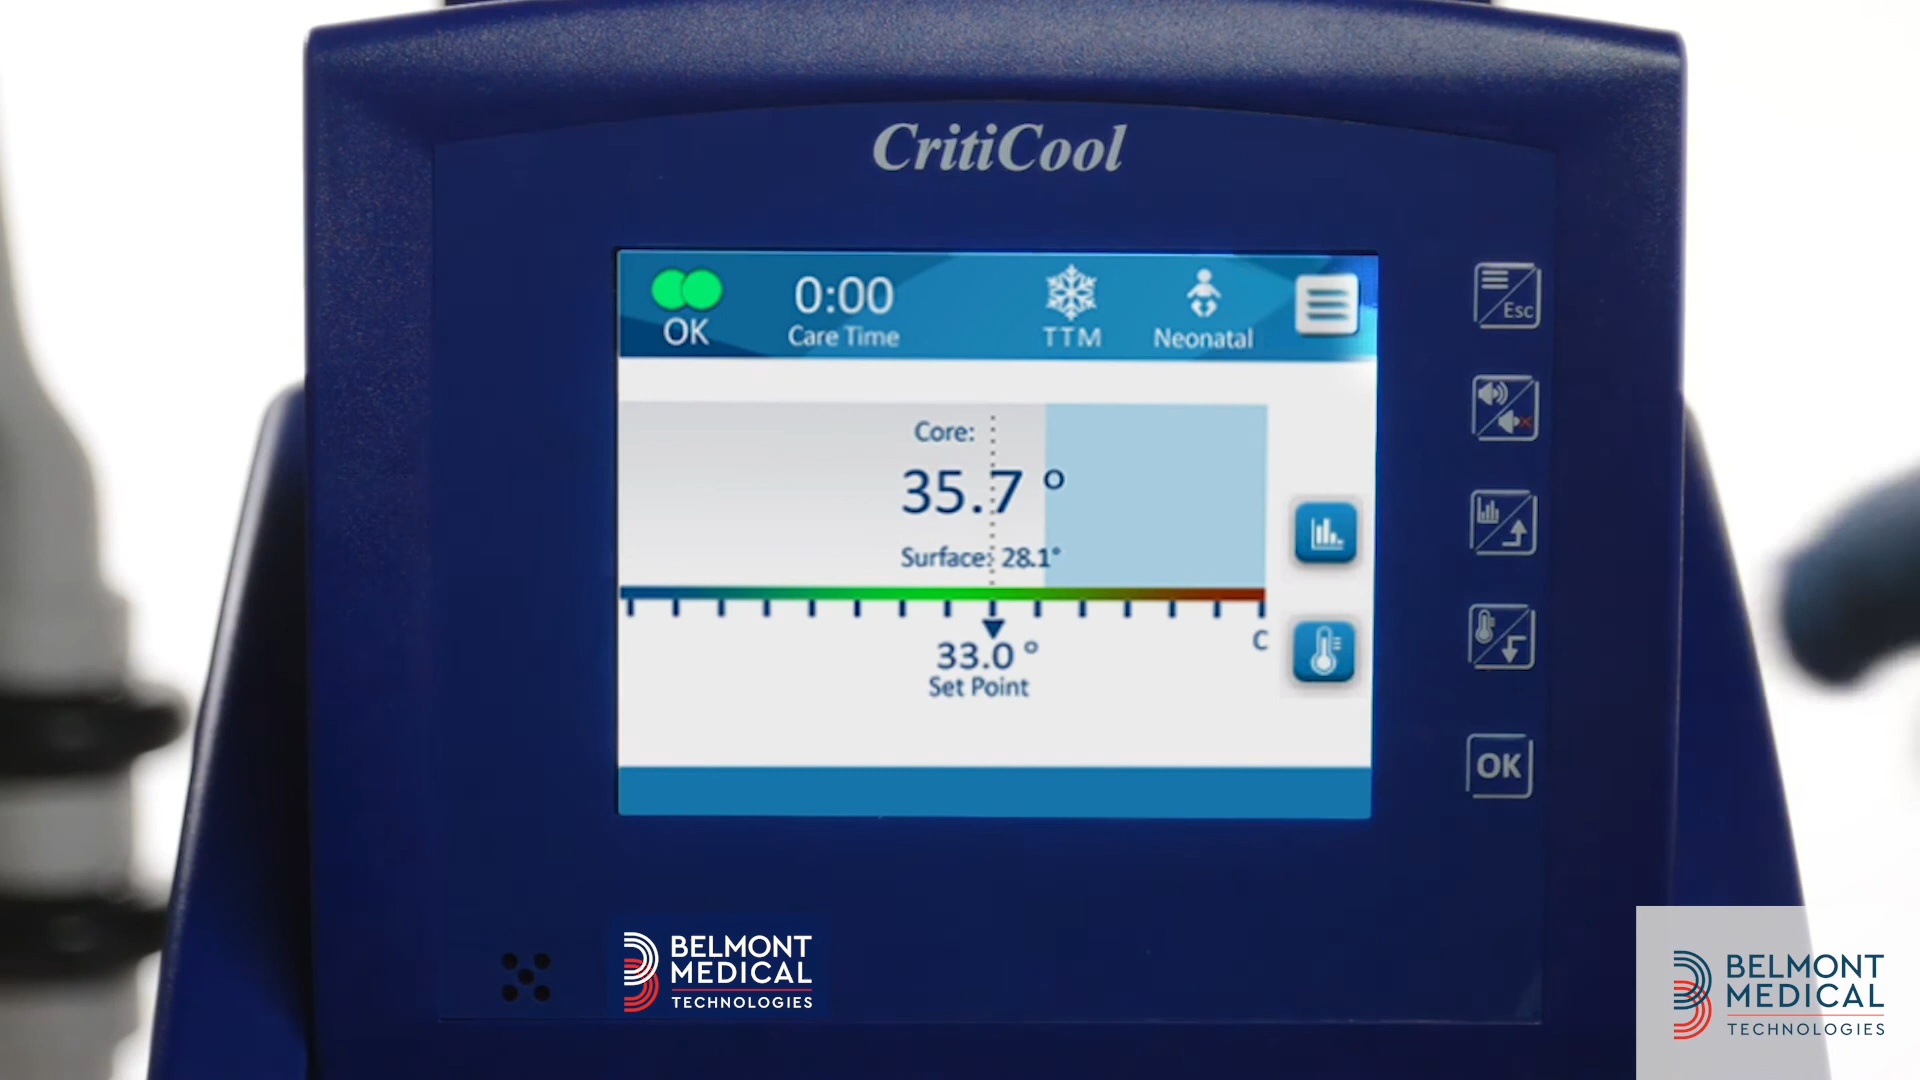 CritiCool
OK
0:00
Care Time
TTM
Neonatal
Esc
Core:
35.7 °
Surface: 28.1°
C
33.0 °
Set Point
OK
BELMONT
MEDICAL
TECHNOLOGIES
BELMONT
MEDICAL
TECHNOLOGIES